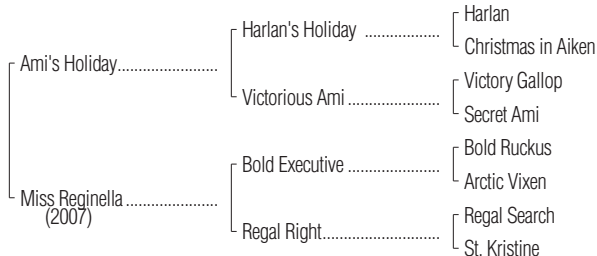 Harlan
Harlan's Holiday ..................
Christmas in Aiken
Ami's Holiday........................
Victory Gallop
Victorious Ami ......................
Secret Ami
Bold Ruckus
Bold Executive ......................
Arctic Vixen
Miss Reginella ......................
(2007)
Regal Search
Regal Right............................
St. Kristine